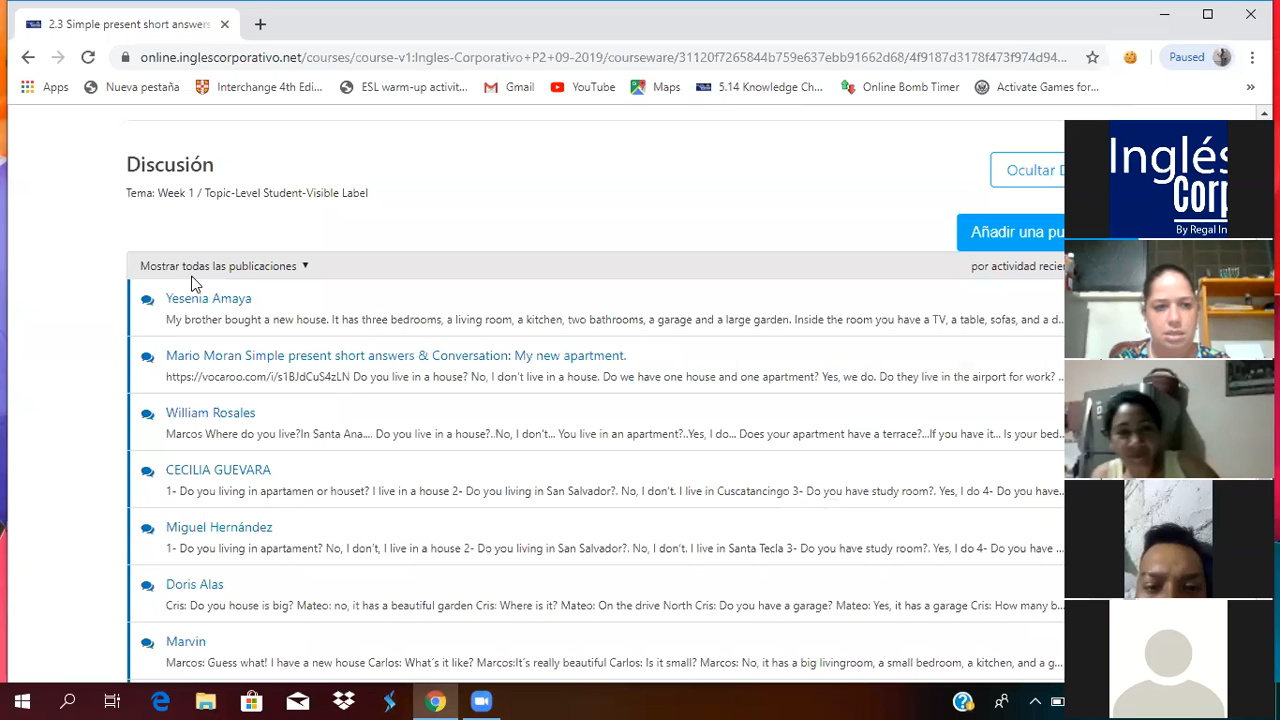 2.3 Simple present short answers
online.inglescorporativo.net/courses/course-v1:Ingles-Corporativo+P2+09-2019/courseware/31120f7265844b759e637ebb91662d68/4f9187d3178f473f974d94...
Paused
Apps
Nueva pestaña
Interchange 4th Edi...
ESL warm-up activit...
Gmail
YouTube
Maps
5.14 Knowledge Ch...
Online Bomb Timer
Activate Games for...
»
Discusión
Ocultar D
Tema: Week 1 / Topic-Level Student-Visible Label
Añadir una pu
Mostrar todas las publicaciones
por actividad recien
Yesenia Amaya
My brother bought a new house. It has three bedrooms, a living room, a kitchen, two bathrooms, a garage and a large garden. Inside the room you have a TV, a table, sofas, and a d...
Mario Moran Simple present short answers & Conversation: My new apartment.
https://vocaroo.com/i/s1BJdCuS4zLN Do you live in a house? No, I don't live in a house. Do we have one house and one apartment? Yes, we do. Do they live in the airport for work? ...
William Rosales
Marcos Where do you live?In Santa Ana.... Do you live in a house?..No, I don't... You live in an apartment?..Yes, I do... Does your apartment have a terrace?...If you have it... Is your bed...
CECILIA GUEVARA
1- Do you living in apartamen or houset? I live in a house 2- Do you living in San Salvador?. No, I don't. I live in Cuscatancingo 3- Do you have study room?. Yes, I do 4- Do you have...
Miguel Hernández
1- Do you living in apartament? No, I don't, I live in a house 2- Do you living in San Salvador?. No, I don't. I live in Santa Tecla 3- Do you have study room?. Yes, I do 4- Do you have ...
Doris Alas
Cris: Do you house is big? Mateo: no, it has a beautiful garden Cris: Where is it? Mateo: On the drive North Cris: Do you have a garage? Mateo: Yes, it has a garage Cris: How many b...
Marvin
Marcos: Guess what! I have a new house Carlos: What´s it like? Marcos:It´s really beautiful Carlos: Is it small? Marcos: No, it has a big livingroom, a small bedroom, a kitchen, and a g...
Inglés
Corp
By Regal In